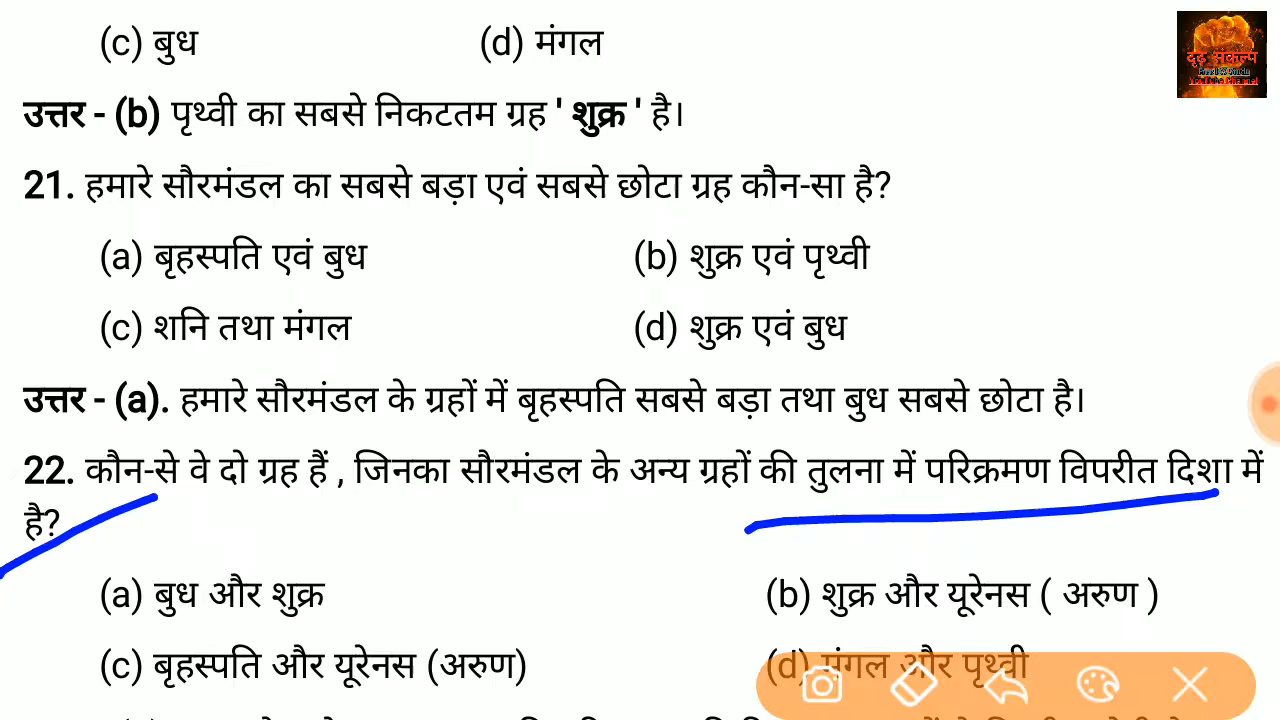 (c) बुध (d) मंगल
दृढ़ संकल्प
उत्तर - (b) पृथ्वी का सबसे निकटतम ग्रह ' शुक्र ' है।
21. हमारे सौरमंडल का सबसे बड़ा एवं सबसे छोटा ग्रह कौन-सा है?
(a) बृहस्पति एवं बुध (b) शुक्र एवं पृथ्वी
(c) शनि तथा मंगल (d) शुक्र एवं बुध
उत्तर - (a). हमारे सौरमंडल के ग्रहों में बृहस्पति सबसे बड़ा तथा बुध सबसे छोटा है।
22. कौन-से वे दो ग्रह हैं , जिनका सौरमंडल के अन्य ग्रहों की तुलना में परिक्रमण विपरीत दिशा में
है?
(a) बुध और शुक्र (b) शुक्र और यूरेनस ( अरुण )
(c) बृहस्पति और यूरेनस (अरुण) (d) मंगल और पृथ्वी